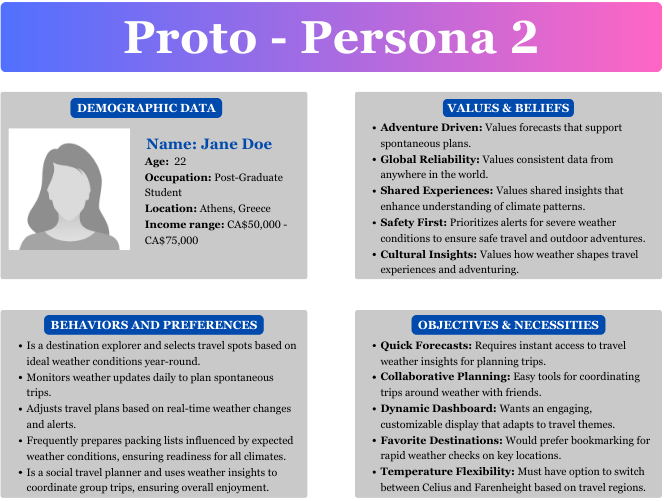 Proto - Persona 2
DEMOGRAPHIC DATA
Name: Jane Doe
Age: 22
Occupation: Post-Graduate
Student
Location: Athens, Greece
Income range: CA$50,000 -
CA$75,000
VALUES & BELIEFS
• Adventure Driven: Values forecasts that support
spontaneous plans.
• Global Reliability: Values consistent data from
anywhere in the world.
• Shared Experiences: Values shared insights that
enhance understanding of climate patterns.
• Safety First: Prioritizes alerts for severe weather
conditions to ensure safe travel and outdoor adventures.
• Cultural Insights: Values how weather shapes travel
experiences and adventuring.
BEHAVIORS AND PREFERENCES
• Is a destination explorer and selects travel spots based on
ideal weather conditions year-round.
• Monitors weather updates daily to plan spontaneous
trips.
• Adjusts travel plans based on real-time weather changes
and alerts.
• Frequently prepares packing lists influenced by expected
weather conditions, ensuring readiness for all climates.
• Is a social travel planner and uses weather insights to
coordinate group trips, ensuring overall enjoyment.
OBJECTIVES & NECESSITIES
• Quick Forecasts: Requires instant access to travel
weather insights for planning trips.
• Collaborative Planning: Easy tools for coordinating
trips around weather with friends.
• Dynamic Dashboard: Wants an engaging,
customizable display that adapts to travel themes.
• Favorite Destinations: Would prefer bookmarking for
rapid weather checks on key locations.
• Temperature Flexibility: Must have option to switch
between Celius and Farenheight based on travel regions.